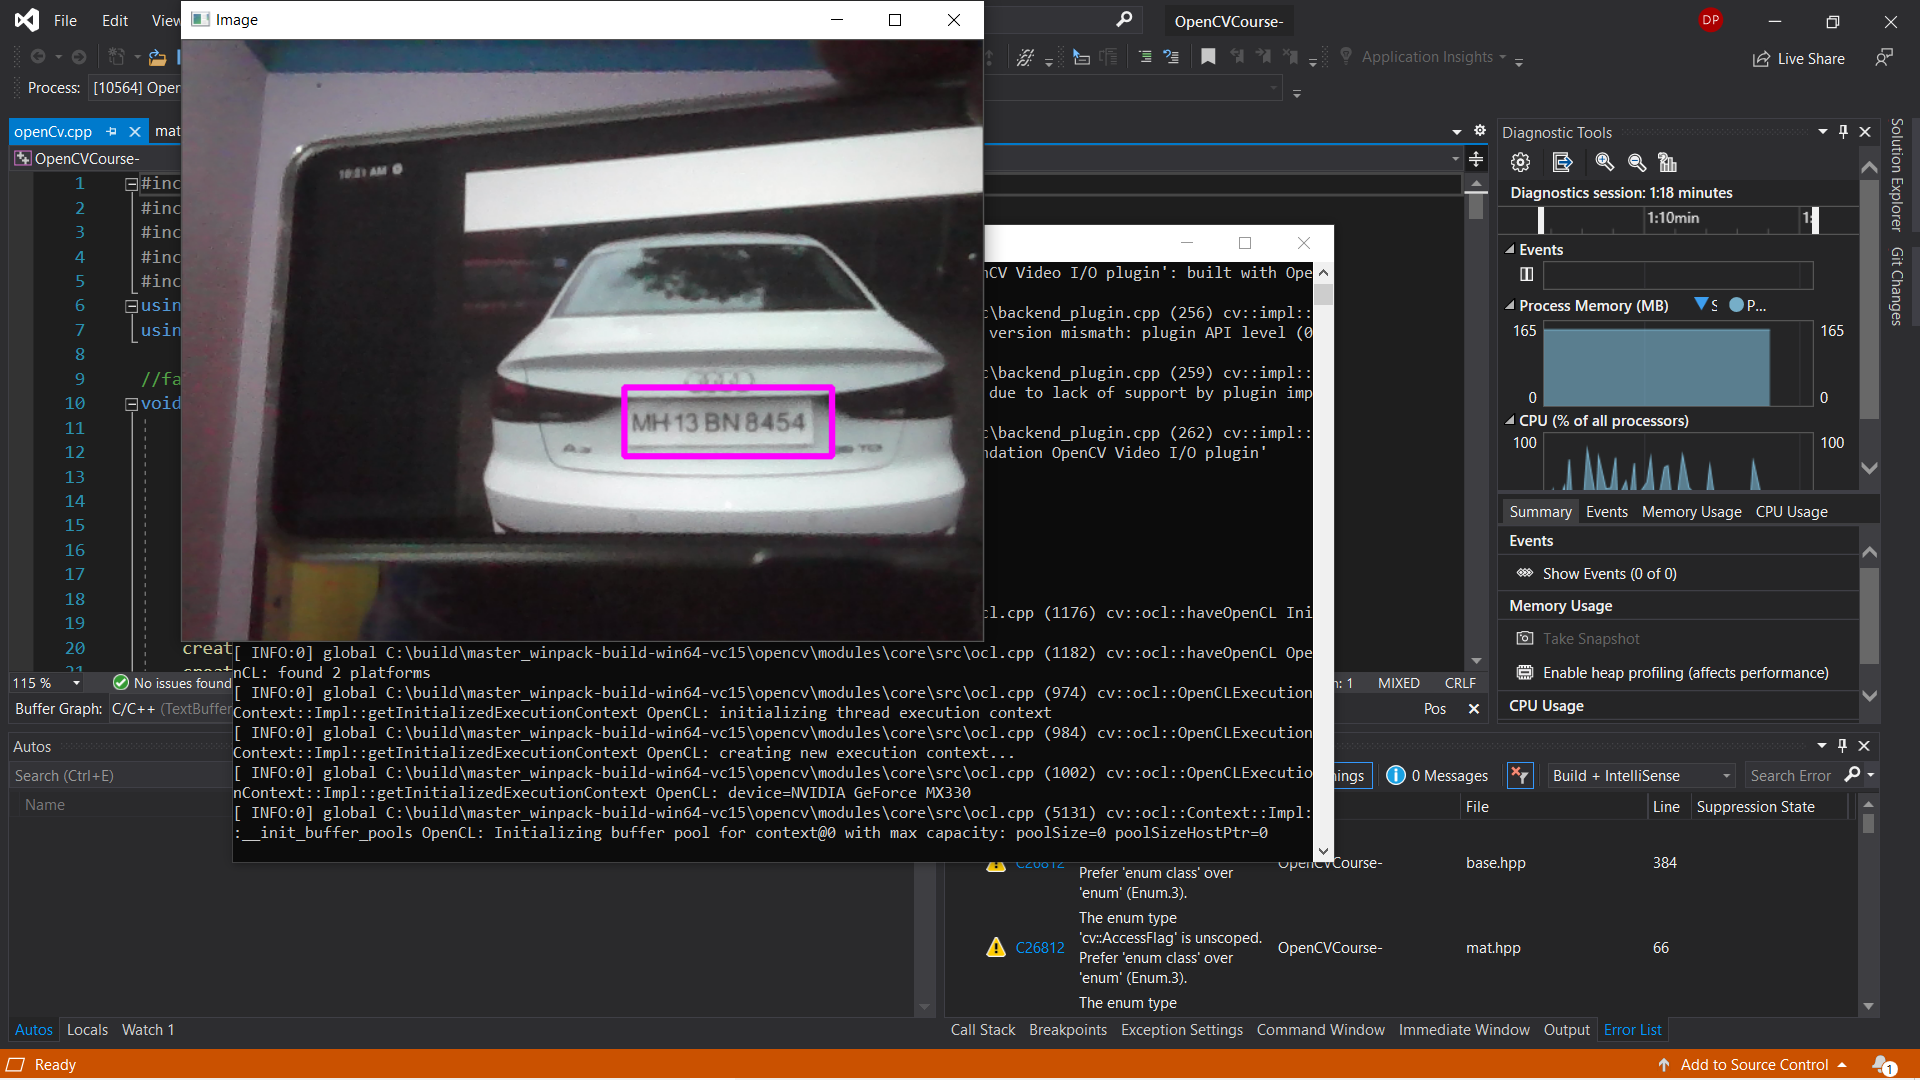 File Edit View
OpenCVCourse-
DP
Image
Application Insights
Live Share
Process: [10564] Oper
openCv.cpp
mat
OpenCVCourse-
1 #inc
2 #inc
3 #inc
4 #inc
5 #inc
6 usin
7 usin
8
9 //fa
10 void
11
12
13
14
15
16
17
18
19
20 creat
21
10:21 AM
MH 13 BN 8454
TDI
nCV Video I/O plugin': built with Ope
c\backend_plugin.cpp (256) cv::impl::
version mismath: plugin API level (0
c\backend_plugin.cpp (259) cv::impl::
due to lack of support by plugin imp
c\backend_plugin.cpp (262) cv::impl::
ndation OpenCV Video I/O plugin'
cl.cpp (1176) cv::ocl::haveOpenCL Ini
[ INFO:0] global C:\build\master_winpack-build-win64-vc15\opencv\modules\core\src\ocl.cpp (1182) cv::ocl::haveOpenCL Ope
nCL: found 2 platforms
[ INFO:0] global C:\build\master_winpack-build-win64-vc15\opencv\modules\core\src\ocl.cpp (974) cv::ocl::OpenCLExecution
Context::Impl::getInitializedExecutionContext OpenCL: initializing thread execution context
[ INFO:0] global C:\build\master_winpack-build-win64-vc15\opencv\modules\core\src\ocl.cpp (984) cv::ocl::OpenCLExecution
Context::Impl::getInitializedExecutionContext OpenCL: creating new execution context...
[ INFO:0] global C:\build\master_winpack-build-win64-vc15\opencv\modules\core\src\ocl.cpp (1002) cv::ocl::OpenCLExecutio
nContext::Impl::getInitializedExecutionContext OpenCL: device=NVIDIA GeForce MX330
[ INFO:0] global C:\build\master_winpack-build-win64-vc15\opencv\modules\core\src\ocl.cpp (5131) cv::ocl::Context::Impl:
:__init_buffer_pools OpenCL: Initializing buffer pool for context@0 with max capacity: poolSize=0 poolSizeHostPtr=0
115 % No issues found
n: 1 MIXED CRLF
Buffer Graph: C/C++ (TextBuffer
Pos
Diagnostic Tools
Diagnostics session: 1:18 minutes
1:10min
Events
Process Memory (MB) S P...
165 165
0 0
CPU (% of all processors)
100 100
Summary Events Memory Usage CPU Usage
Events
Show Events (0 of 0)
Memory Usage
Take Snapshot
Enable heap profiling (affects performance)
CPU Usage
Solution Explorer
Git Changes
Autos
Search (Ctrl+E)
Name
Autos Locals Watch 1
nings 0 Messages Build + IntelliSense Search Error
File Line Suppression State
C26812 Prefer 'enum class' over 'enum' (Enum.3). OpenCVCourse- base.hpp 384
C26812 The enum type 'cv::AccessFlag' is unscoped. Prefer 'enum class' over 'enum' (Enum.3). OpenCVCourse- mat.hpp 66
The enum type
Call Stack Breakpoints Exception Settings Command Window Immediate Window Output Error List
Ready
Add to Source Control
1